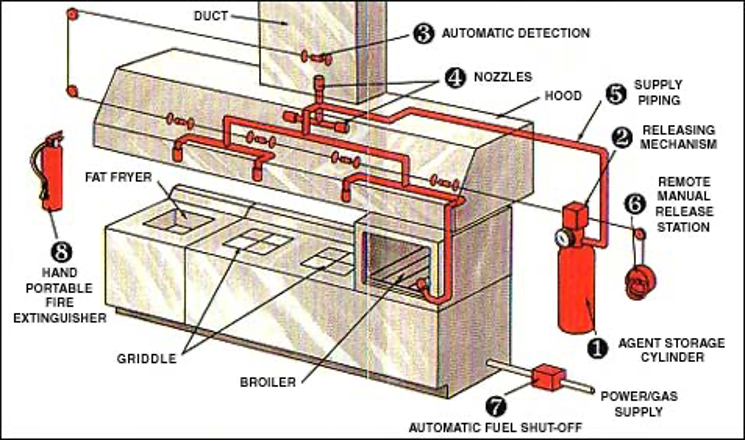 DUCT
3 AUTOMATIC DETECTION
4 NOZZLES
HOOD
5 SUPPLY
PIPING
2 RELEASING
MECHANISM
FAT FRYER
6 REMOTE
MANUAL
RELEASE
STATION
8
HAND
PORTABLE
FIRE
EXTINGUISHER
1 AGENT STORAGE
CYLINDER
GRIDDLE
BROILER
7
AUTOMATIC FUEL SHUT-OFF
POWER/GAS
SUPPLY